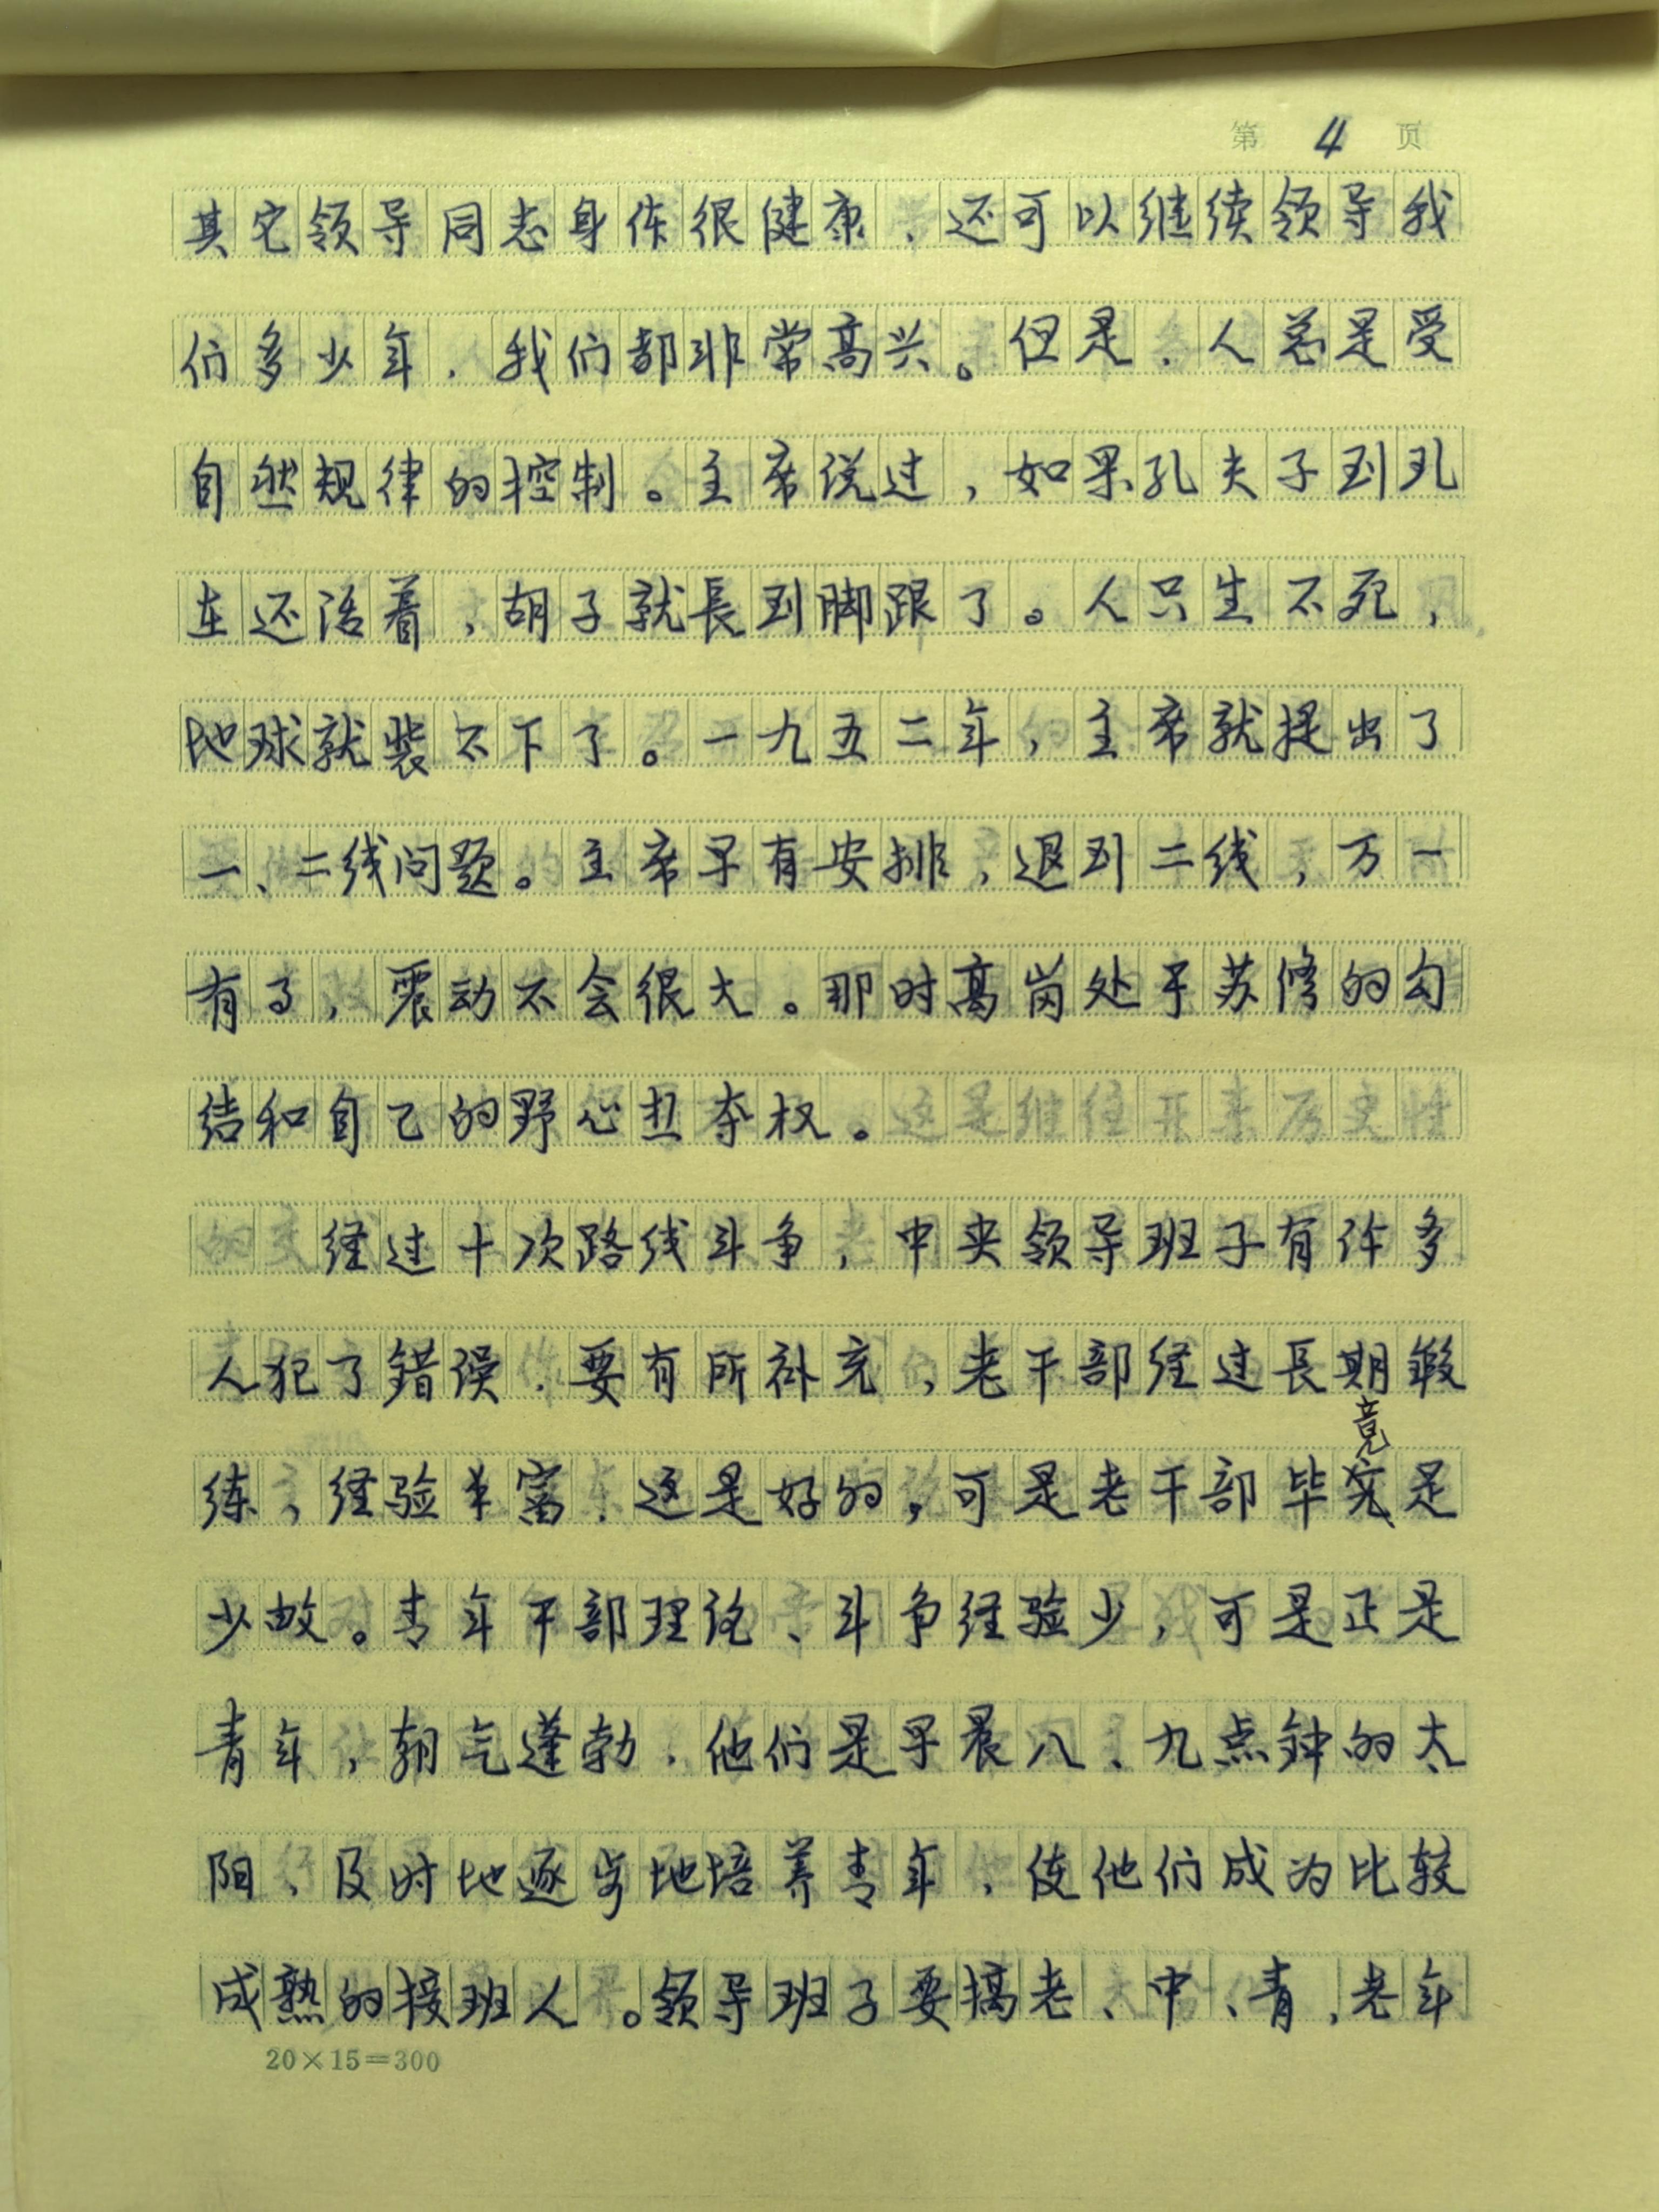 第 4 页
其它领导同志身体很健康，还可以继续领导我
们多少年，我们都非常高兴。但是，人总是受
自然规律的控制。主席说过，如果孔夫子到现
在还活着，胡子就長到脚跟了。人只生不死，
地球就装不下了。一九五二年，主席就提出了
一、二线问题。主席早有安排，退到二线，万一
有了，震动不会很大。那时高岗处于苏修的勾
结和自己的野心想夺权。
经过十次路线斗争，中央领导班子有许多
人犯了错误，要有所补充，老干部经过長期锻
练，经验丰富，这是好的。可是老干部毕竟是
少故。青年干部理论、斗争经验少，可是正是
青年，朝气蓬勃，他们是早晨八、九点钟的太
阳，及时地逐步地培养青年，使他们成为比较
成熟的接班人。领导班子要搞老、中、青，老年
20×15＝300